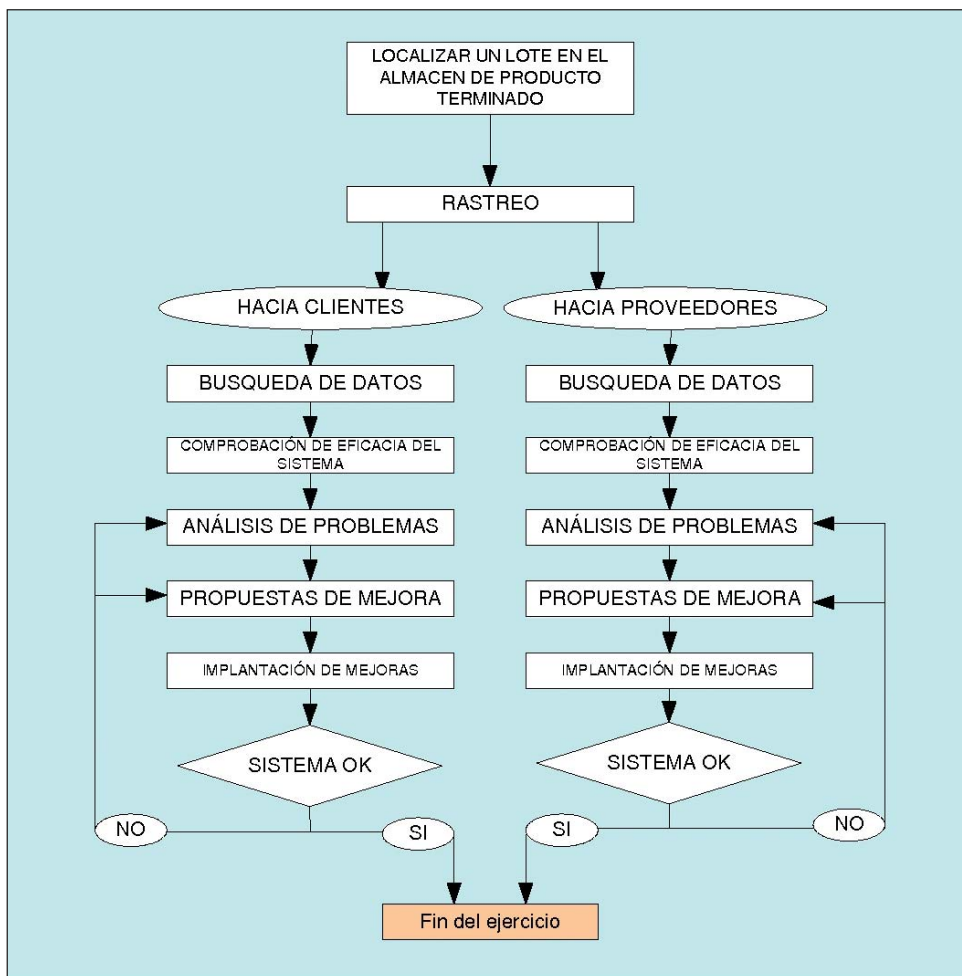 LOCALIZAR UN LOTE EN EL
ALMACEN DE PRODUCTO
TERMINADO
RASTREO
HACIA CLIENTES
HACIA PROVEEDORES
BUSQUEDA DE DATOS
BUSQUEDA DE DATOS
COMPROBACIÓN DE EFICACIA DEL
SISTEMA
COMPROBACIÓN DE EFICACIA DEL
SISTEMA
ANÁLISIS DE PROBLEMAS
ANÁLISIS DE PROBLEMAS
PROPUESTAS DE MEJORA
PROPUESTAS DE MEJORA
IMPLANTACIÓN DE MEJORAS
IMPLANTACIÓN DE MEJORAS
SISTEMA OK
SISTEMA OK
NO
SI
SI
NO
Fin del ejercicio